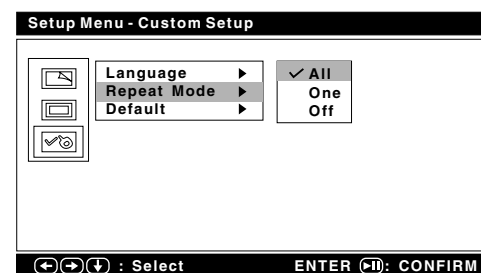 Setup Menu - Custom Setup
Language
Repeat Mode
Default
All
One
Off
: Select ENTER : CONFIRM